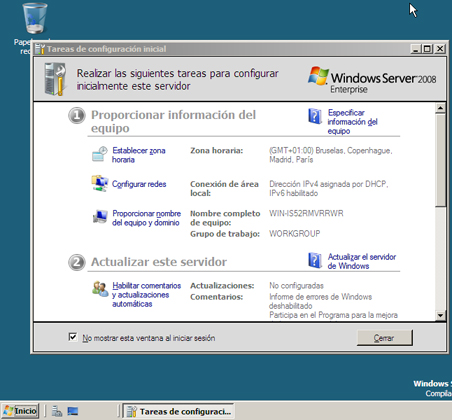 Pape
rec
Tareas de configuración inicial
Realizar las siguientes tareas para configurar
inicialmente este servidor
Windows Server 2008
Enterprise
1 Proporcionar información del
equipo
Especificar
información del
equipo
Establecer zona
horaria
Zona horaria:
(GMT+01:00) Bruselas, Copenhague,
Madrid, París
Configurar redes
Conexión de área
local:
Dirección IPv4 asignada por DHCP,
IPv6 habilitado
Proporcionar nombre
del equipo y dominio
Nombre completo
de equipo:
WIN-IS52RMVRRWR
Grupo de trabajo:
WORKGROUP
2 Actualizar este servidor
Actualizar el servidor
de Windows
Habilitar comentarios
y actualizaciones
automáticas
Actualizaciones:
No configuradas
Comentarios:
Informe de errores de Windows
deshabilitado
Participa en el Programa para la mejora
No mostrar esta ventana al iniciar sesión
Cerrar
Windows S
Compila
Inicio
Tareas de configuraci...